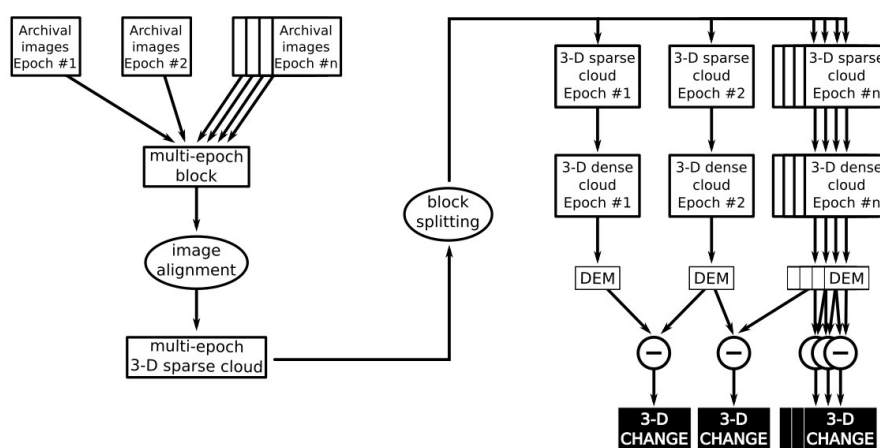 Archival
images
Epoch #1
Archival
images
Epoch #2
Archival
images
Epoch #n
multi-epoch
block
image
alignment
multi-epoch
3-D sparse cloud
block
splitting
3-D sparse
cloud
Epoch #1
3-D sparse
cloud
Epoch #2
3-D sparse
cloud
Epoch #n
3-D dense
cloud
Epoch #1
3-D dense
cloud
Epoch #2
3-D dense
cloud
Epoch #n
DEM
DEM
DEM
−
−
−
3-D
CHANGE
3-D
CHANGE
3-D
CHANGE